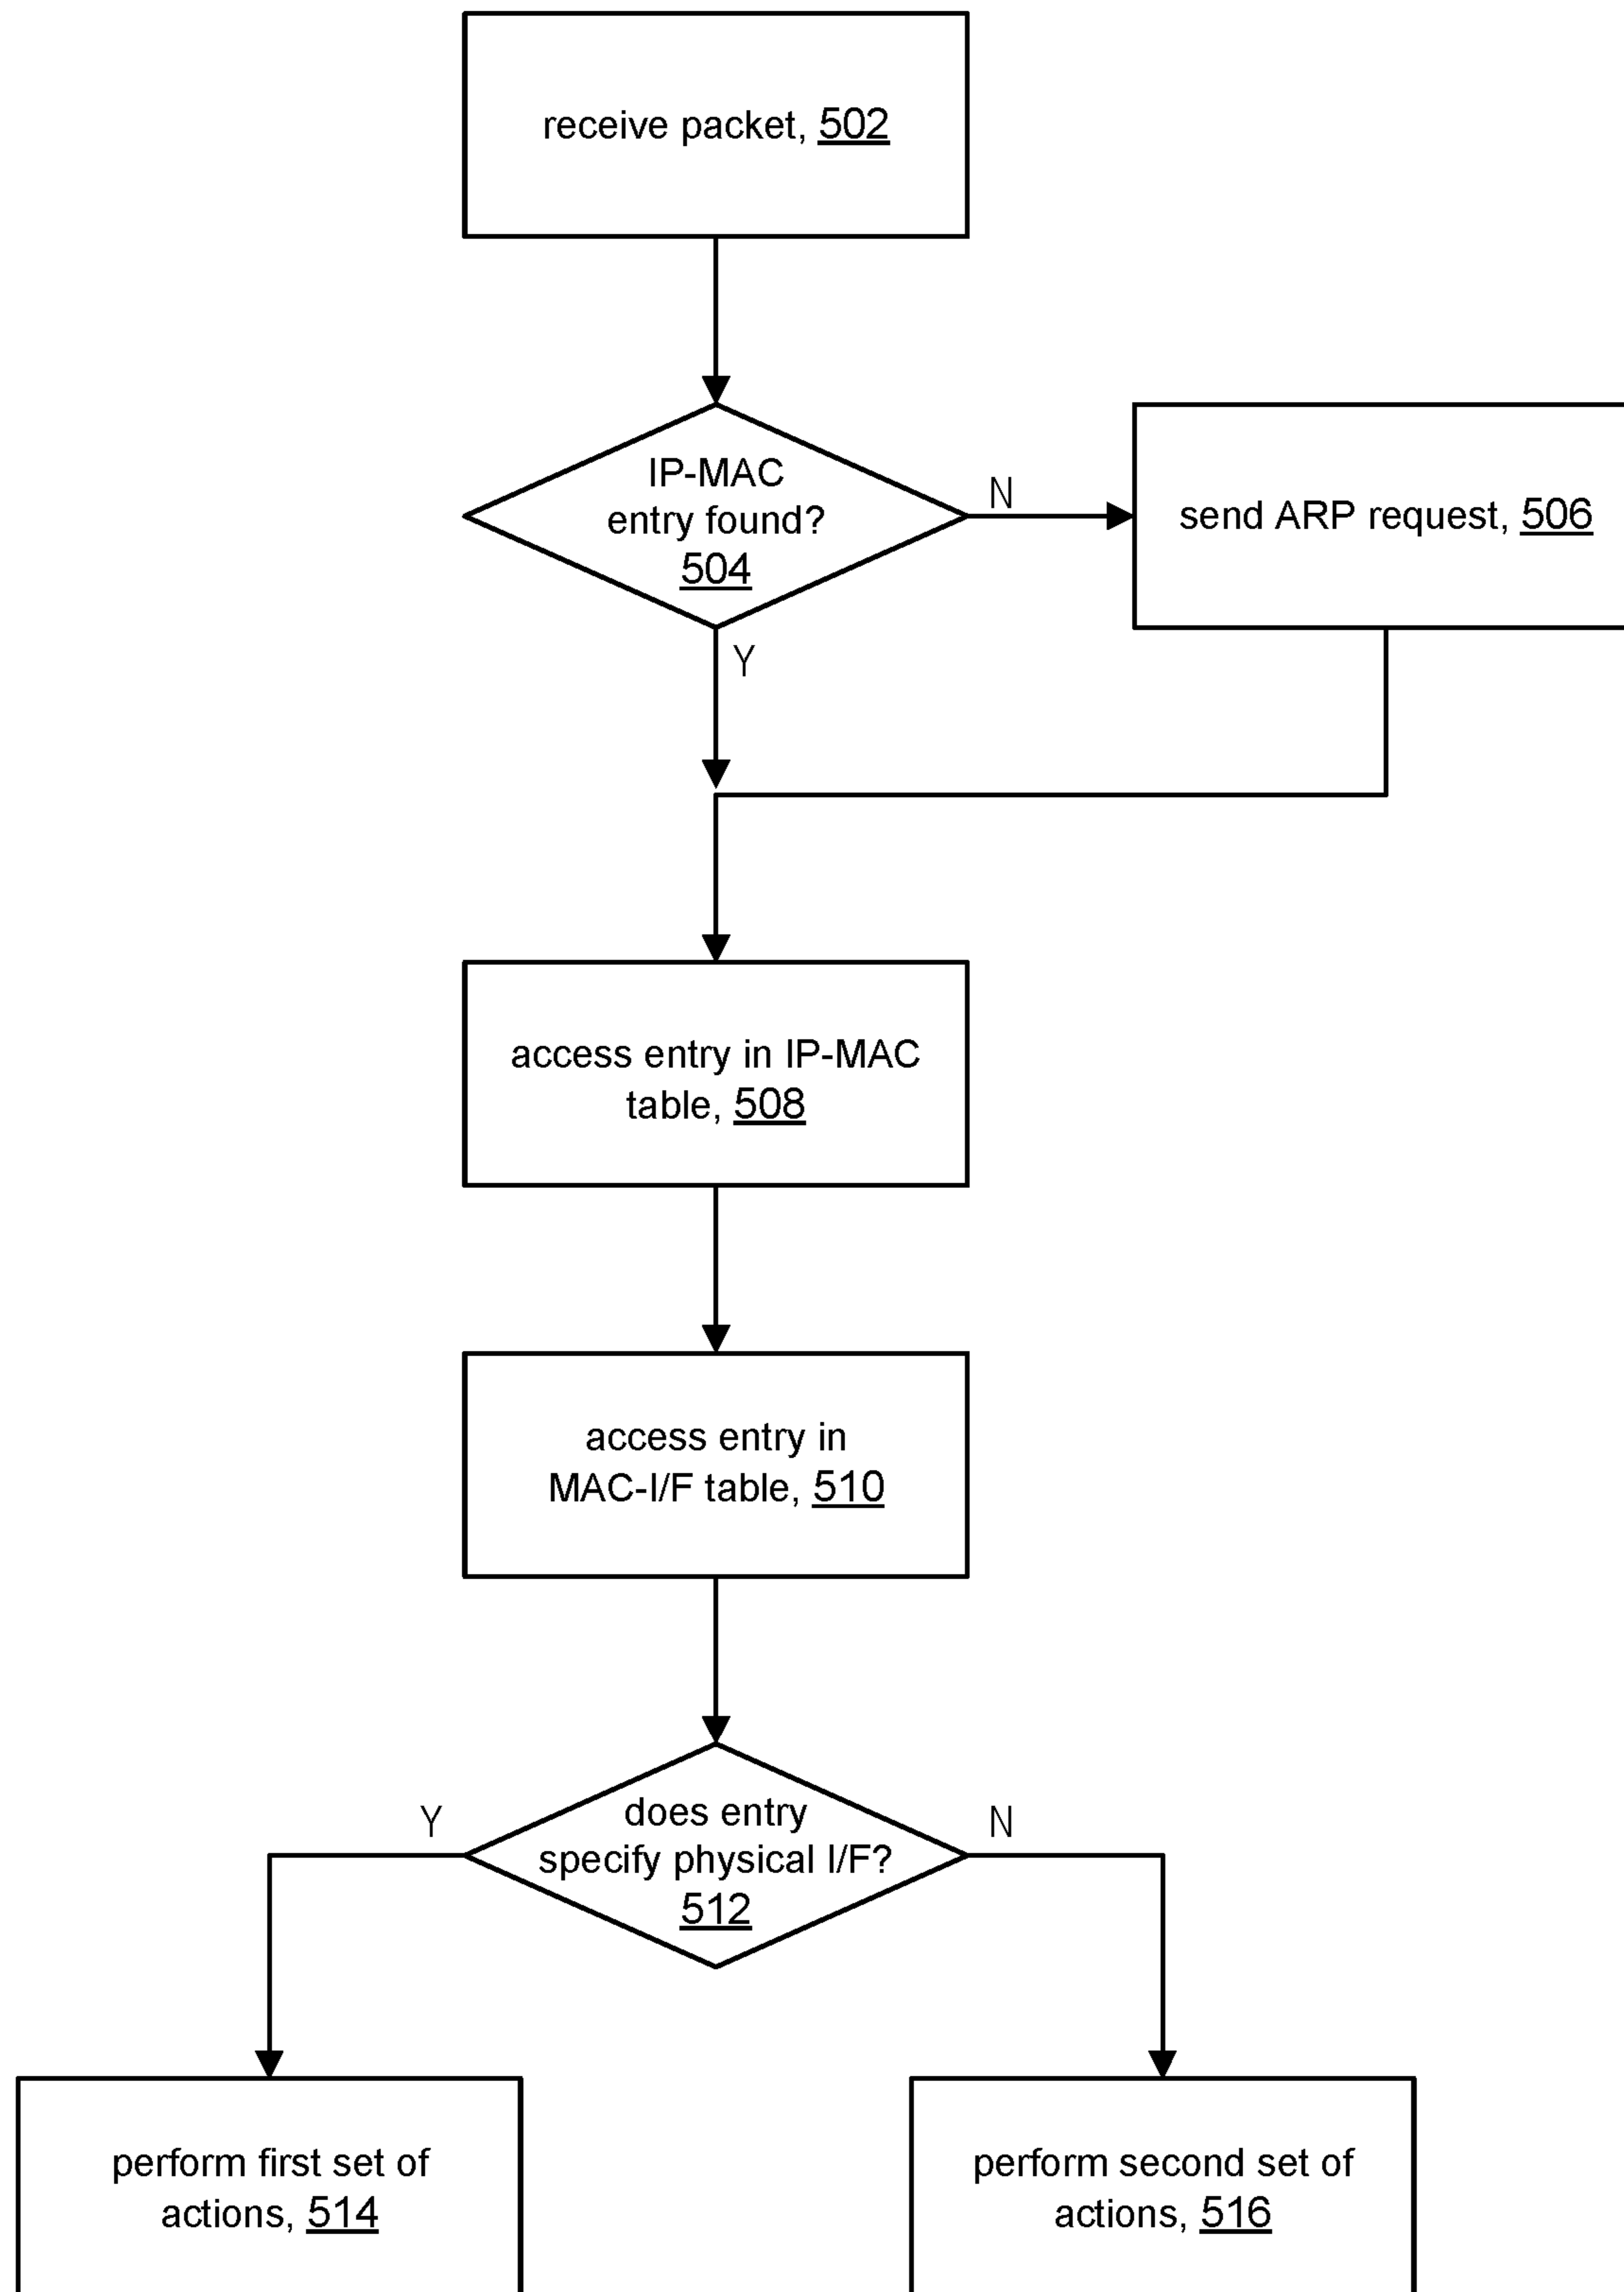 receive packet, 502
IP-MAC
entry found?
504
N
send ARP request, 506
Y
access entry in IP-MAC
table, 508
access entry in
MAC-I/F table, 510
does entry
specify physical I/F?
512
Y
N
perform first set of
actions, 514
perform second set of
actions, 516